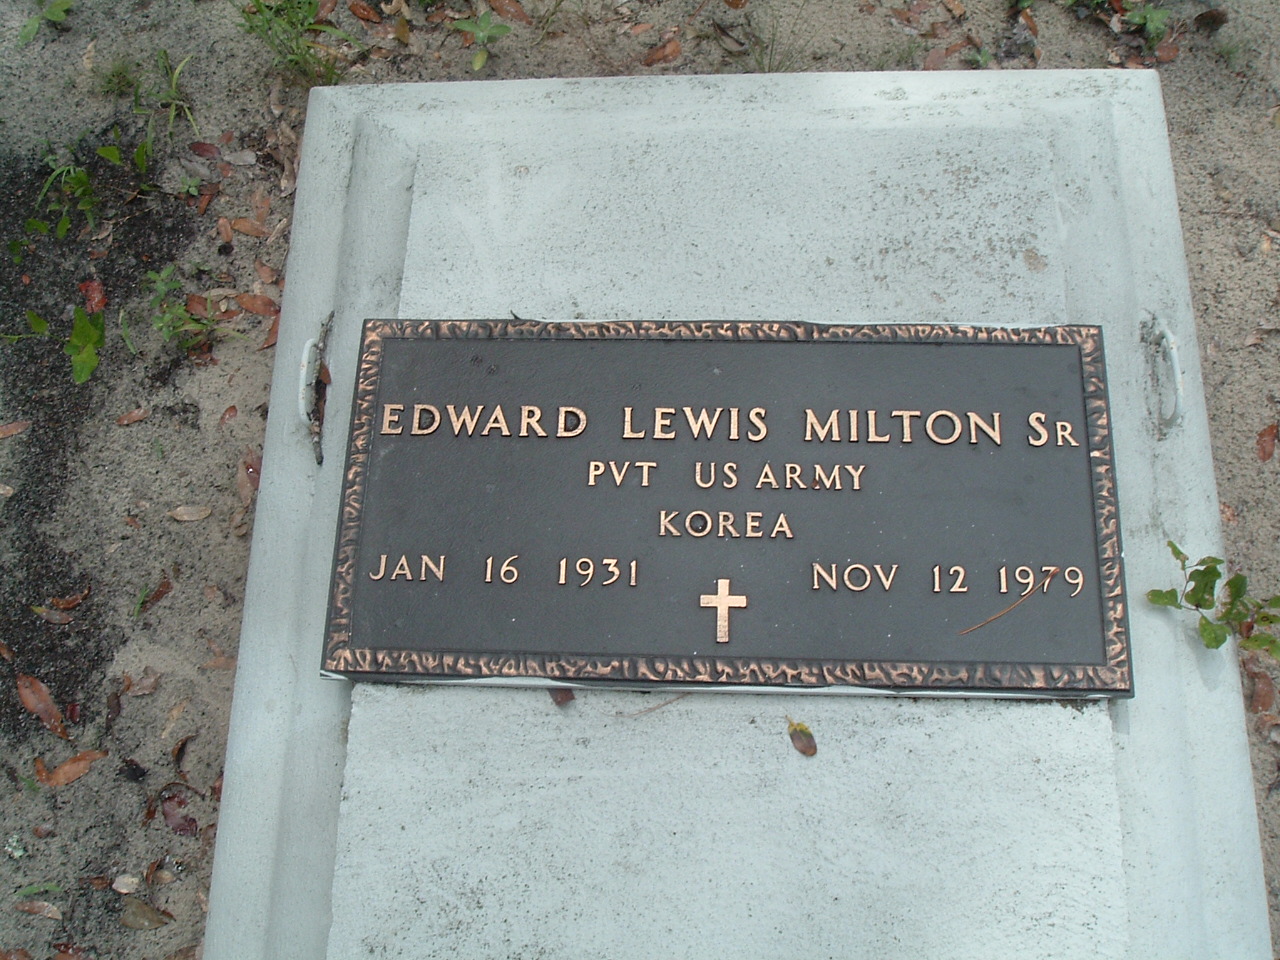 EDWARD LEWIS MILTON SR
PVT US ARMY
KOREA
JAN 16 1931 NOV 12 1979